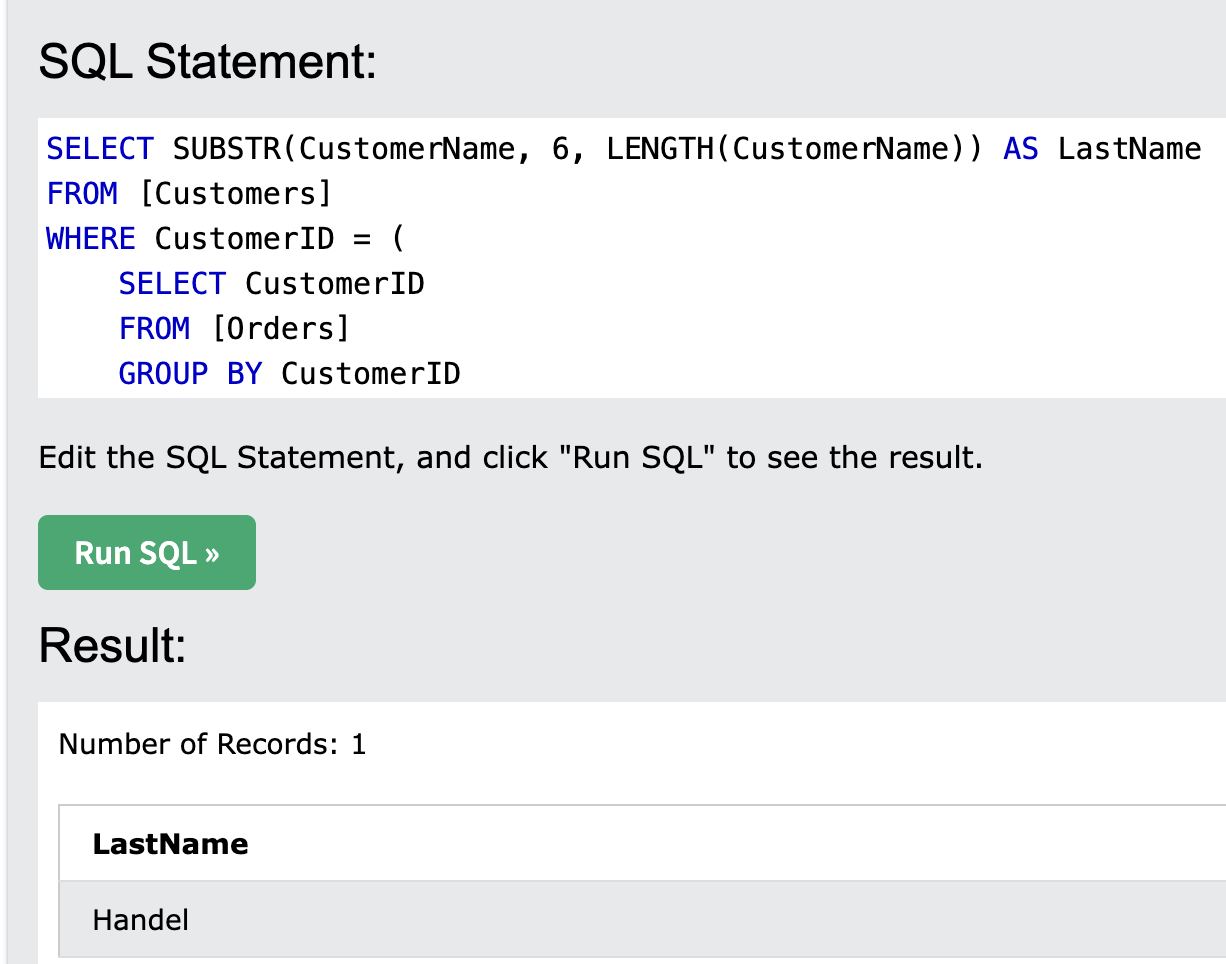 SQL Statement:
SELECT SUBSTR(CustomerName, 6, LENGTH(CustomerName)) AS LastName
FROM [Customers]
WHERE CustomerID = (
    SELECT CustomerID
    FROM [Orders]
    GROUP BY CustomerID
Edit the SQL Statement, and click "Run SQL" to see the result.
Run SQL »
Result:
Number of Records: 1
LastName
Handel